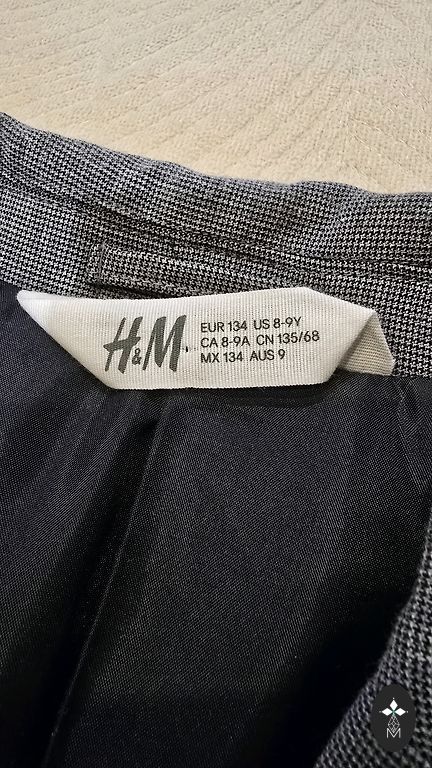 H&M
EUR 134 US 8-9Y
CA 8-9A CN 135/68
MX 134 AUS 9
M